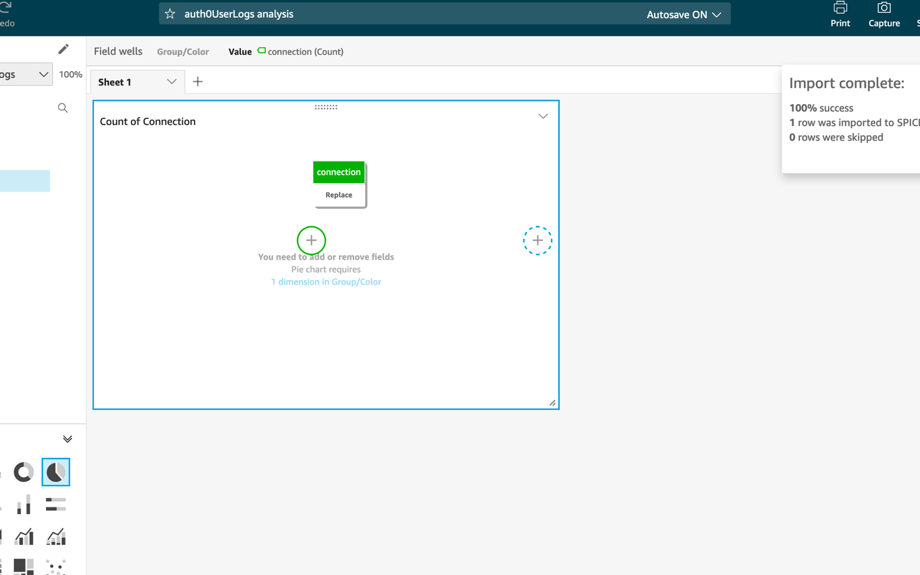 edo
auth0UserLogs analysis
Autosave ON
Print
Capture
S
Field wells
Group/Color
Value
connection (Count)
ogs
100%
Sheet 1
Import complete:
100% success
1 row was imported to SPICE
0 rows were skipped
Count of Connection
connection
Replace
You need to add or remove fields
Pie chart requires
1 dimension in Group/Color